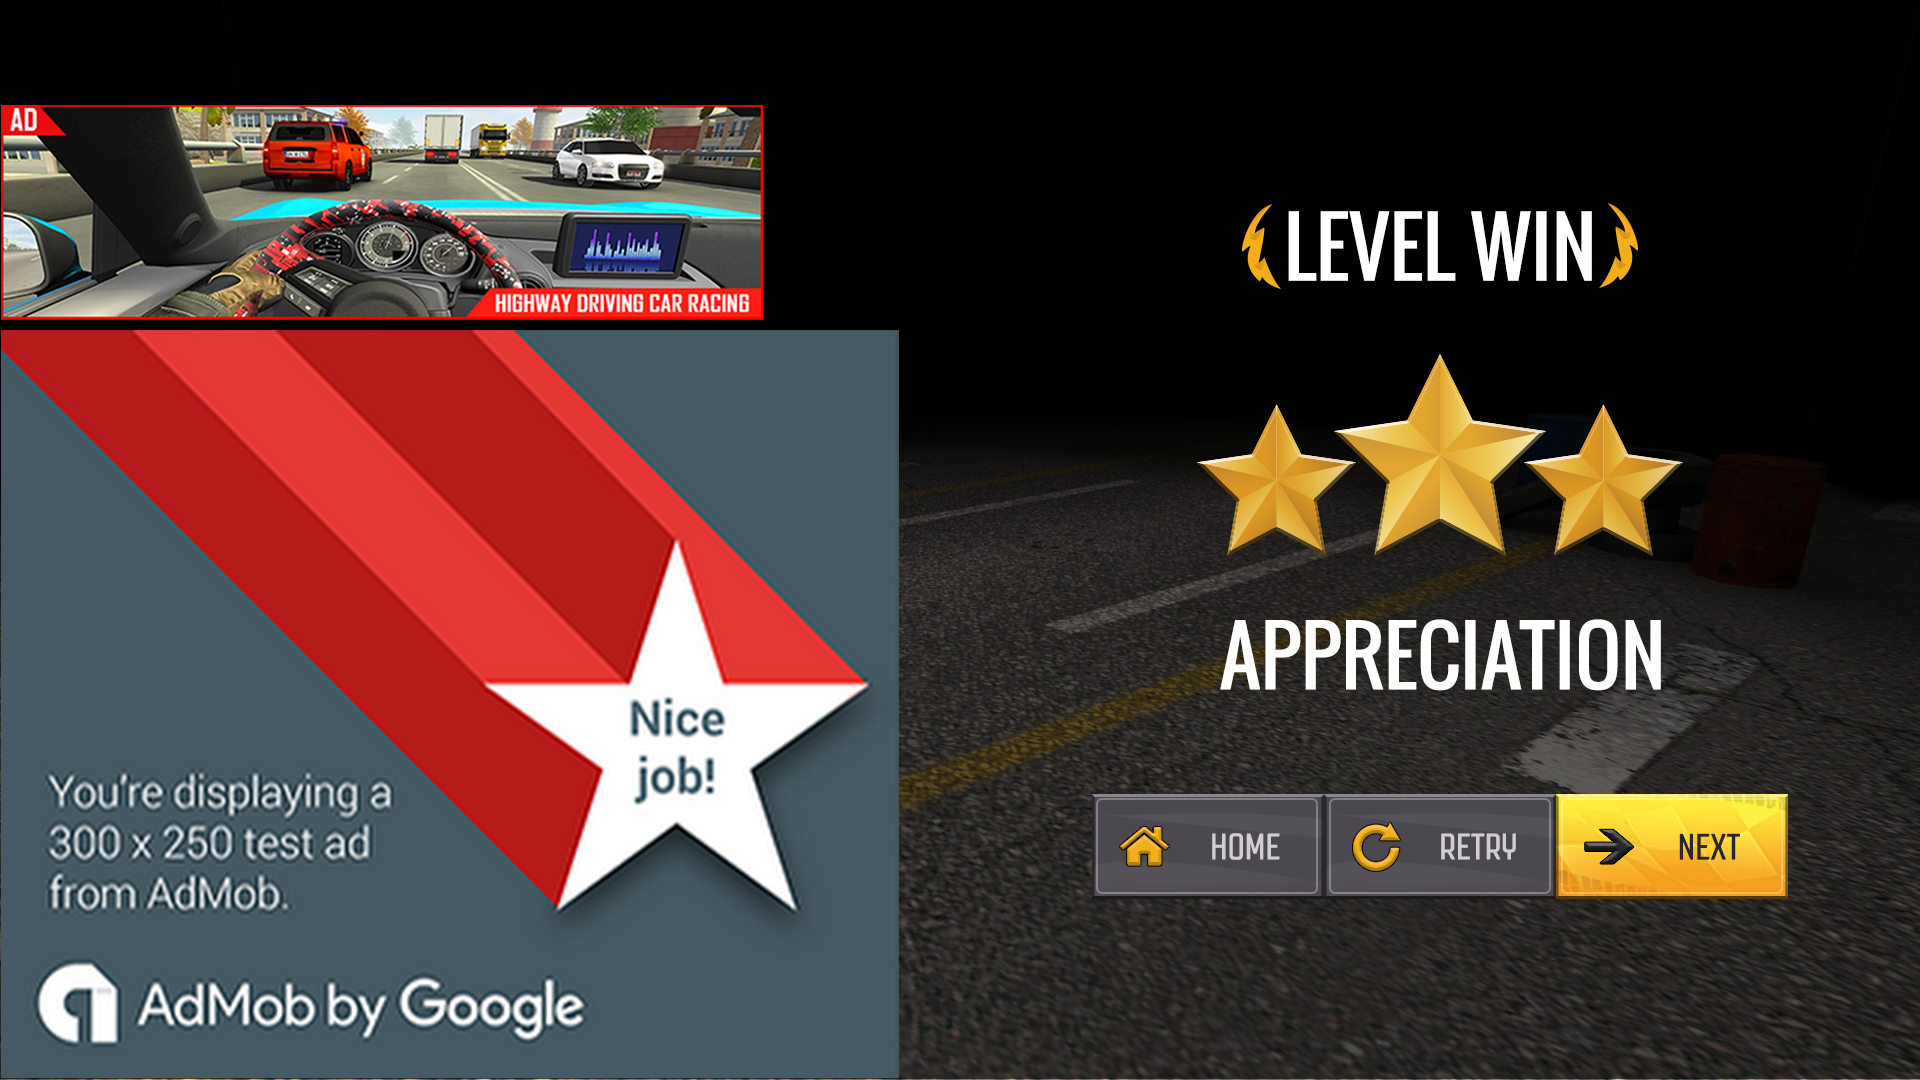 AD
HIGHWAY DRIVING CAR RACING
Nice
job!
You're displaying a
300 x 250 test ad
from AdMob.
AdMob by Google
LEVEL WIN
APPRECIATION
HOME
RETRY
NEXT